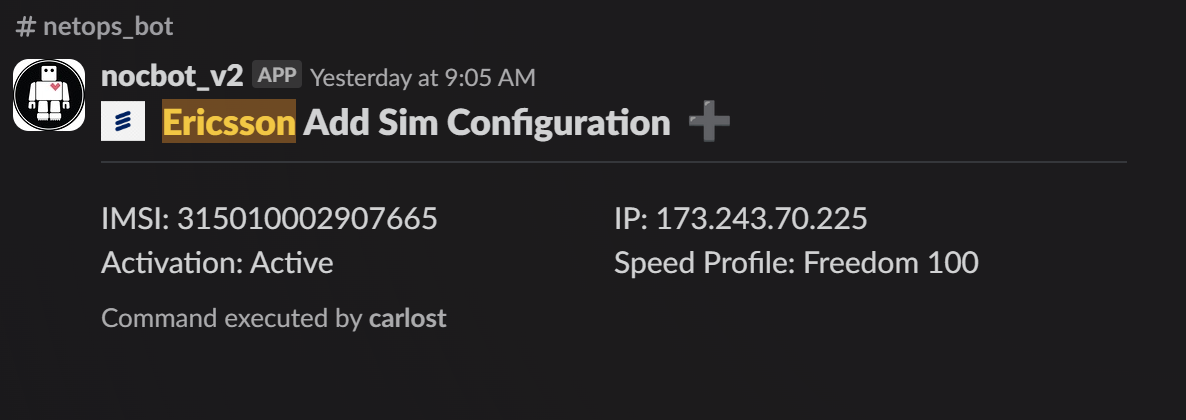 # netops_bot
nocbot_v2 APP Yesterday at 9:05 AM
Ericsson Add Sim Configuration
IMSI: 315010002907665 IP: 173.243.70.225
Activation: Active Speed Profile: Freedom 100
Command executed by carlost